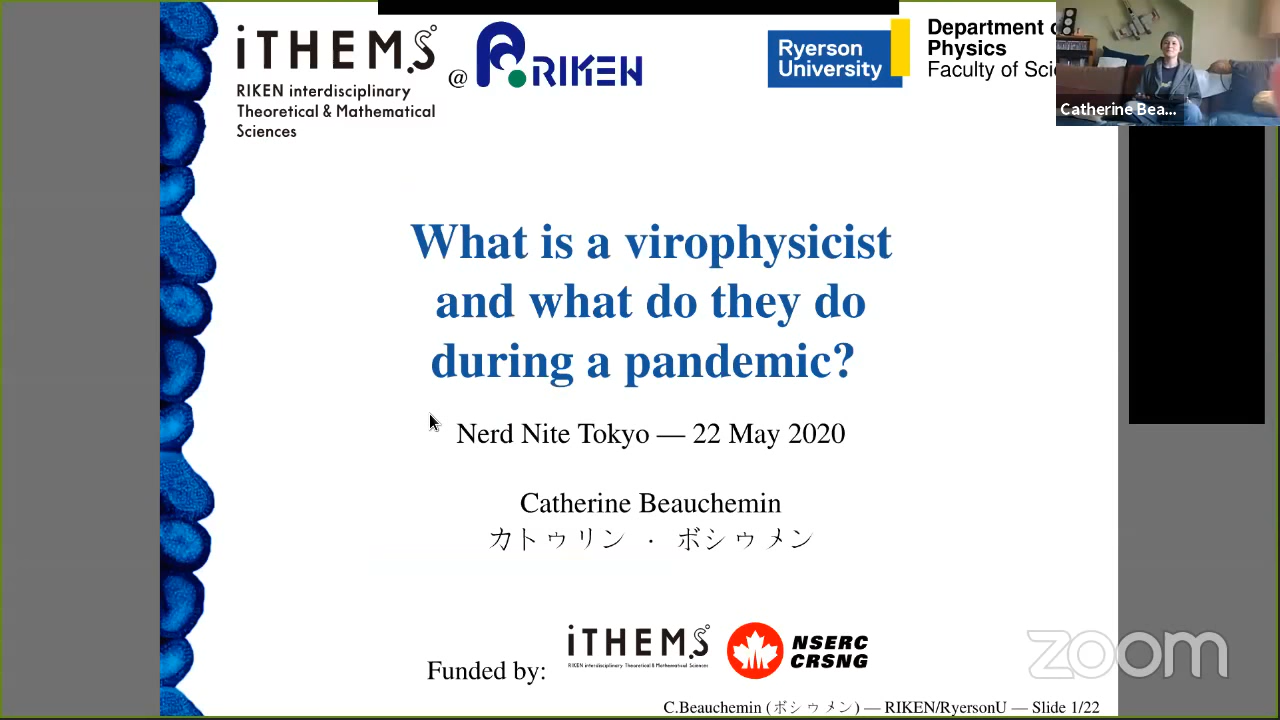 iTHEMS
RIKEN interdisciplinary
Theoretical & Mathematical
Sciences
@
RIKEN
Ryerson
University
Department
Physics
Faculty of
Catherine Bea...
What is a virophysicist
and what do they do
during a pandemic?
Nerd Nite Tokyo — 22 May 2020
Catherine Beauchemin
カトゥリン ・ ボシゥメン
Funded by:
iTHEMS
RIKEN interdisciplinary Theoretical & Mathematical Sciences
NSERC
CRSNG
zoom
C.Beauchemin (ボシゥメン) — RIKEN/RyersonU — Slide 1/22